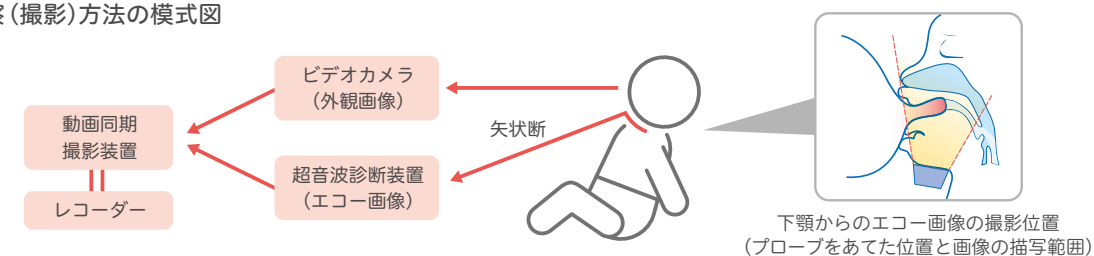 (撮影)方法の模式図
ビデオカメラ
(外観画像)
動画同期
撮影装置
矢状断
超音波診断装置
(エコー画像)
レコーダー
下顎からのエコー画像の撮影位置
(プローブをあてた位置と画像の描写範囲)